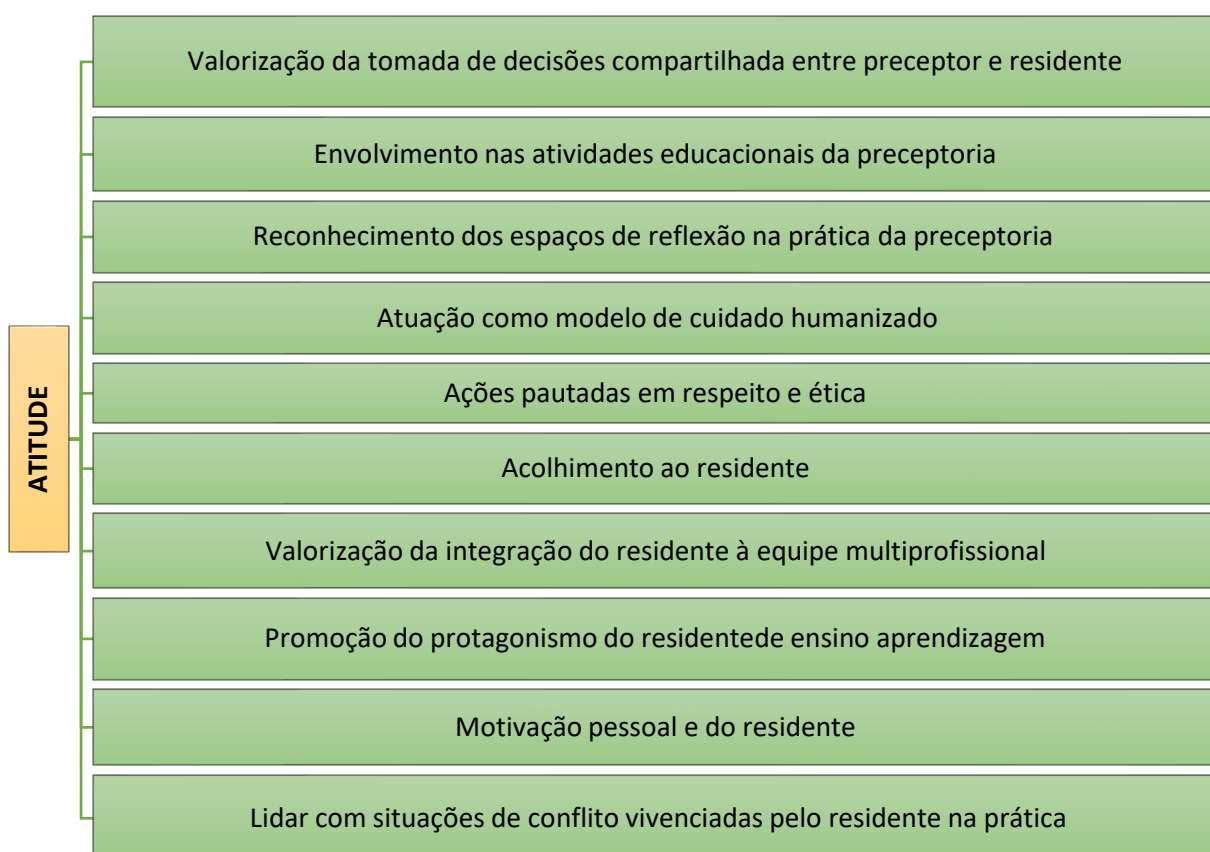 ATITUDE
Valorização da tomada de decisões compartilhada entre preceptor e residente
Envolvimento nas atividades educacionais da preceptoria
Reconhecimento dos espaços de reflexão na prática da preceptoria
Atuação como modelo de cuidado humanizado
Ações pautadas em respeito e ética
Acolhimento ao residente
Valorização da integração do residente à equipe multiprofissional
Promoção do protagonismo do residentede ensino aprendizagem
Motivação pessoal e do residente
Lidar com situações de conflito vivenciadas pelo residente na prática